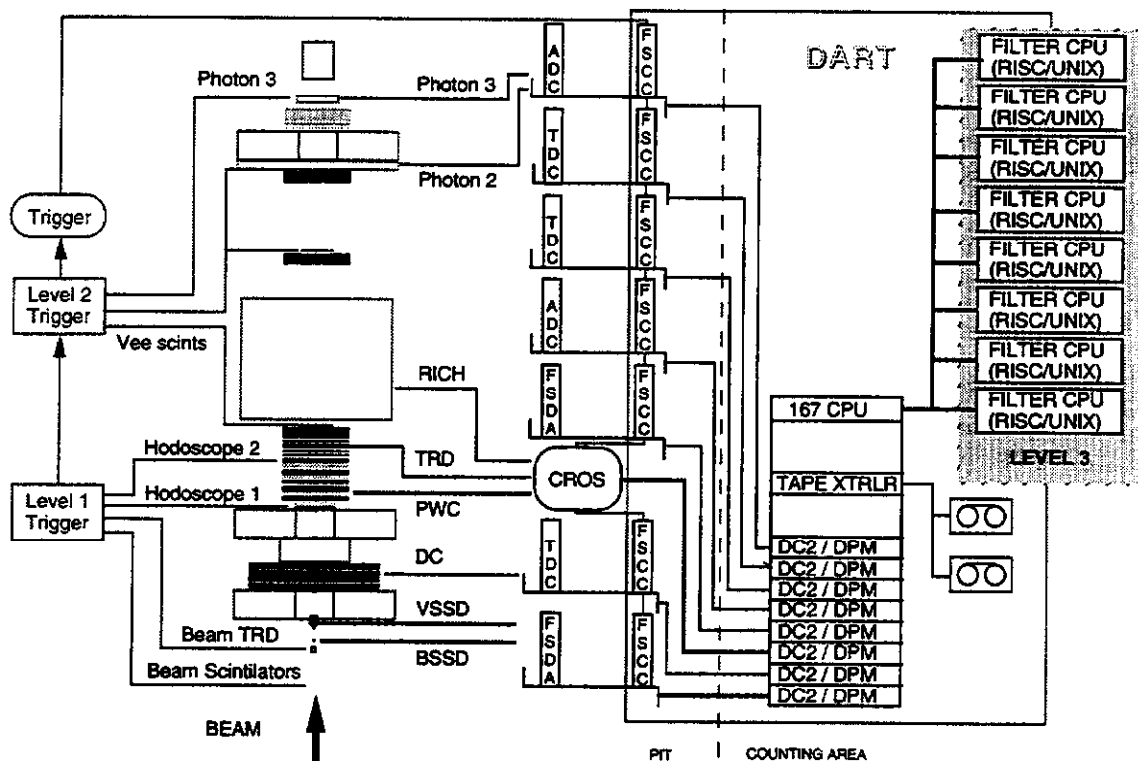 DART
FILTER CPU
(RISC/UNIX)
FILTER CPU
(RISC/UNIX)
FILTER CPU
(RISC/UNIX)
FILTER CPU
(RISC/UNIX)
FILTER CPU
(RISC/UNIX)
FILTER CPU
(RISC/UNIX)
FILTER CPU
(RISC/UNIX)
FILTER CPU
(RISC/UNIX)
LEVEL 3
Photon 3
Photon 3
Photon 2
Trigger
Level 2
Trigger
Vee scints
RICH
Hodoscope 2
TRD
Level 1
Trigger
Hodoscope 1
PWC
DC
VSSD
Beam TRD
BSSD
Beam Scintilators
BEAM
ADC
FSCC
TDC
FSCC
TDC
FSCC
ADC
FSCC
FSDA
FSCC
CROS
TDC
FSCC
FSDA
FSCC
167 CPU
TAPE XTRLR
DC2 / DPM
DC2 / DPM
DC2 / DPM
DC2 / DPM
DC2 / DPM
DC2 / DPM
DC2 / DPM
DC2 / DPM
PIT
COUNTING AREA